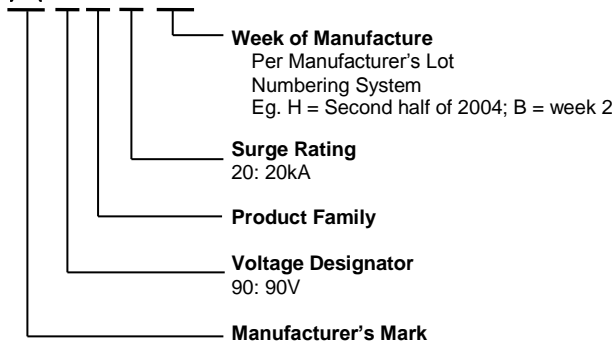 Week of Manufacture
Per Manufacturer's Lot
Numbering System
Eg. H = Second half of 2004; B = week 2
Surge Rating
20: 20kA
Product Family
Voltage Designator
90: 90V
Manufacturer's Mark